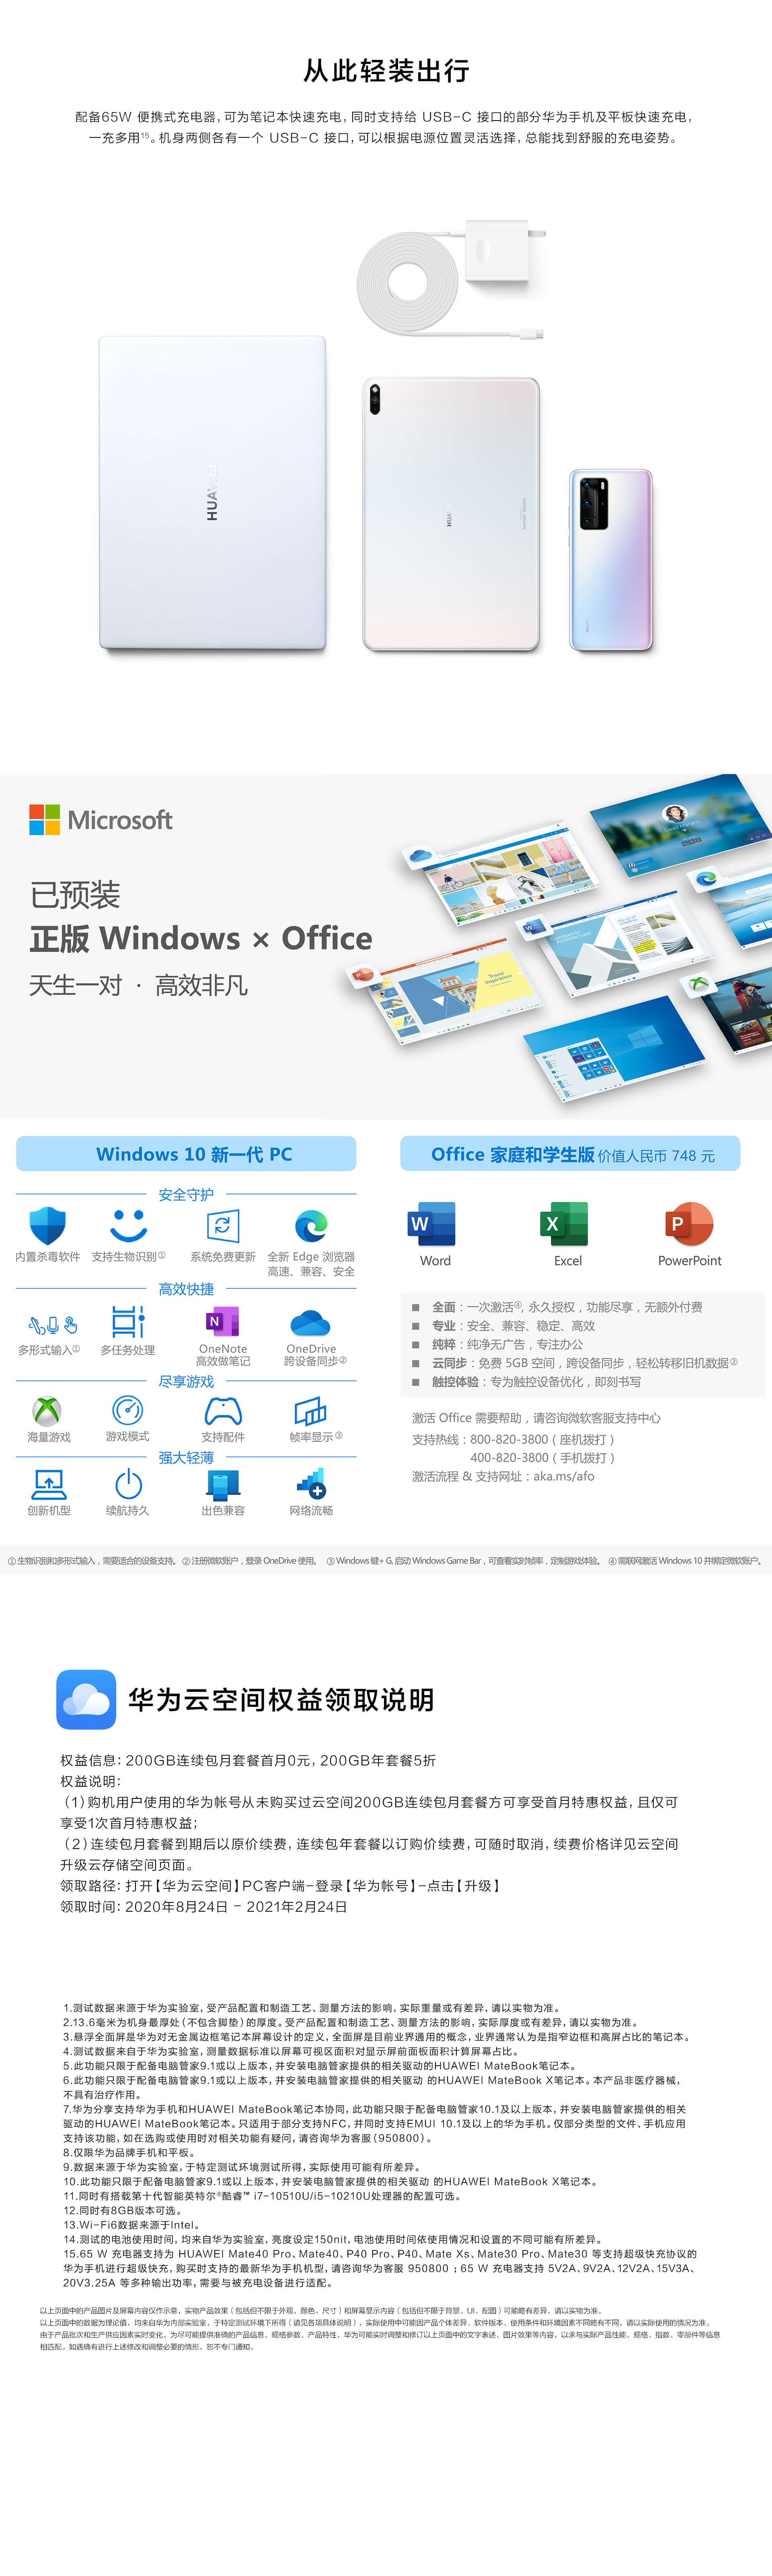 从此轻装出行
配备65W 便携式充电器，可为笔记本快速充电，同时支持给 USB-C 接口的部分华为手机及平板快速充电，
一充多用15。机身两侧各有一个 USB-C 接口，可以根据电源位置灵活选择，总能找到舒服的充电姿势。
HUAWEI
Microsoft
已预装
正版 Windows × Office
天生一对 · 高效非凡
Windows 10 新一代 PC
安全守护
内置杀毒软件 支持生物识别① 系统免费更新 全新 Edge 浏览器
高速、兼容、安全
高效快捷
多形式输入① 多任务处理 OneNote OneDrive
高效做笔记 跨设备同步②
尽享游戏
海量游戏 游戏模式 支持配件 帧率显示③
强大轻薄
创新机型 续航持久 出色兼容 网络流畅
Office 家庭和学生版 价值人民币 748 元
Word Excel PowerPoint
■ 全面：一次激活④, 永久授权，功能尽享，无额外付费
■ 专业：安全、兼容、稳定、高效
■ 纯粹：纯净无广告，专注办公
■ 云同步：免费 5GB 空间，跨设备同步，轻松转移旧机数据②
■ 触控体验：专为触控设备优化，即刻书写
激活 Office 需要帮助，请咨询微软客服支持中心
支持热线：800-820-3800（座机拨打）
400-820-3800（手机拨打）
激活流程 & 支持网址：aka.ms/afo
① 生物识别和多形式输入，需要适合的设备支持。 ② 注册微软账户，登录 OneDrive 使用。 ③ Windows 键+ G, 启动 Windows Game Bar，可查看实时帧率，定制游戏体验。 ④ 需联网激活 Windows 10 并绑定微软账户。
华为云空间权益领取说明
权益信息：200GB连续包月套餐首月0元，200GB年套餐5折
权益说明：
（1）购机用户使用的华为帐号从未购买过云空间200GB连续包月套餐方可享受首月特惠权益，且仅可
享受1次首月特惠权益；
（2）连续包月套餐到期后以原价续费，连续包年套餐以订购价续费，可随时取消，续费价格详见云空间
升级云存储空间页面。
领取路径：打开【华为云空间】PC客户端-登录【华为帐号】-点击【升级】
领取时间：2020年8月24日 - 2021年2月24日
1.测试数据来源于华为实验室，受产品配置和制造工艺、测量方法的影响，实际重量或有差异，请以实物为准。
2.13.6毫米为机身最厚处（不包含脚垫）的厚度。受产品配置和制造工艺、测量方法的影响，实际厚度或有差异，请以实物为准。
3.悬浮全面屏是华为对无金属边框笔记本屏幕设计的定义，全面屏是目前业界通用的概念，业界通常认为是指窄边框和高屏占比的笔记本。
4.测试数据来自于华为实验室，测量数据标准以屏幕可视区面积对显示屏前面板面积计算屏幕占比。
5.此功能只限于配备电脑管家9.1或以上版本，并安装电脑管家提供的相关驱动的HUAWEI MateBook笔记本。
6.此功能只限于配备电脑管家9.1或以上版本，并安装电脑管家提供的相关驱动 的HUAWEI MateBook X笔记本。本产品非医疗器械，
不具有治疗作用。
7.华为分享支持华为手机和HUAWEI MateBook笔记本协同，此功能只限于配备电脑管家10.1及以上版本，并安装电脑管家提供的相关
驱动的HUAWEI MateBook笔记本。只适用于部分支持NFC，并同时支持EMUI 10.1及以上的华为手机。仅部分类型的文件、手机应用
支持该功能，如在选购或使用时对相关功能有疑问，请咨询华为客服（950800）。
8.仅限华为品牌手机和平板。
9.数据来源于华为实验室，于特定测试环境测试所得，实际使用可能有所差异。
10.此功能只限于配备电脑管家9.1或以上版本，并安装电脑管家提供的相关驱动 的HUAWEI MateBook X笔记本。
11.同时有搭载第十代智能英特尔®酷睿™ i7-10510U/i5-10210U处理器的配置可选。
12.同时有8GB版本可选。
13.Wi-Fi6数据来源于Intel。
14.测试的电池使用时间，均来自华为实验室，亮度设定150nit，电池使用时间依使用情况和设置的不同可能有所差异。
15.65 W 充电器支持为 HUAWEI Mate40 Pro、Mate40、P40 Pro、P40、Mate Xs、Mate30 Pro、Mate30 等支持超级快充协议的
华为手机进行超级快充，购买时支持的最新华为手机机型，请咨询华为客服 950800；65 W 充电器支持 5V2A、9V2A、12V2A、15V3A、
20V3.25A 等多种输出功率，需要与被充电设备进行适配。
以上页面中的产品图片及屏幕内容仅作示意，实物产品效果（包括但不限于外观、颜色、尺寸）和屏幕显示内容（包括但不限于背景、UI、配图）可能略有差异，请以实物为准。
以上页面中的数据为理论值，均来自华为内部实验室，于特定测试环境下所得（请见各项具体说明），实际使用中可能因产品个体差异、软件版本、使用条件和环境因素不同略有不同，请以实际使用的情况为准。
由于产品批次和生产供应因素实时变化，为尽可能提供准确的产品信息、规格参数、产品特性，华为可能实时调整和修订以上页面中的文字表述、图片效果等内容，以求与实际产品性能、规格、指数、零部件等信息
相匹配。如遇确有进行上述修改和调整必要的情形，恕不专门通知。